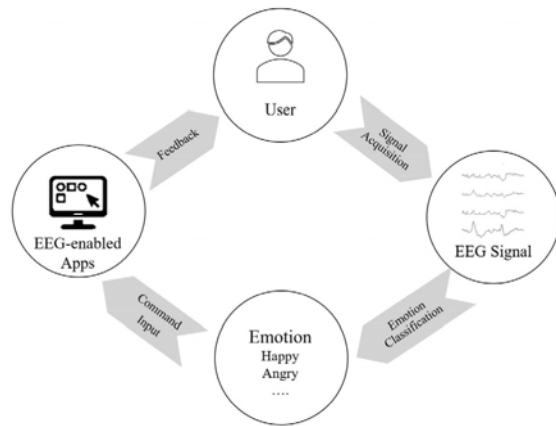 User
Feedback
Signal
Acquisition
EEG-enabled
Apps
EEG Signal
Command
Input
Emotion
Happy
Angry
....
Emotion
Classification